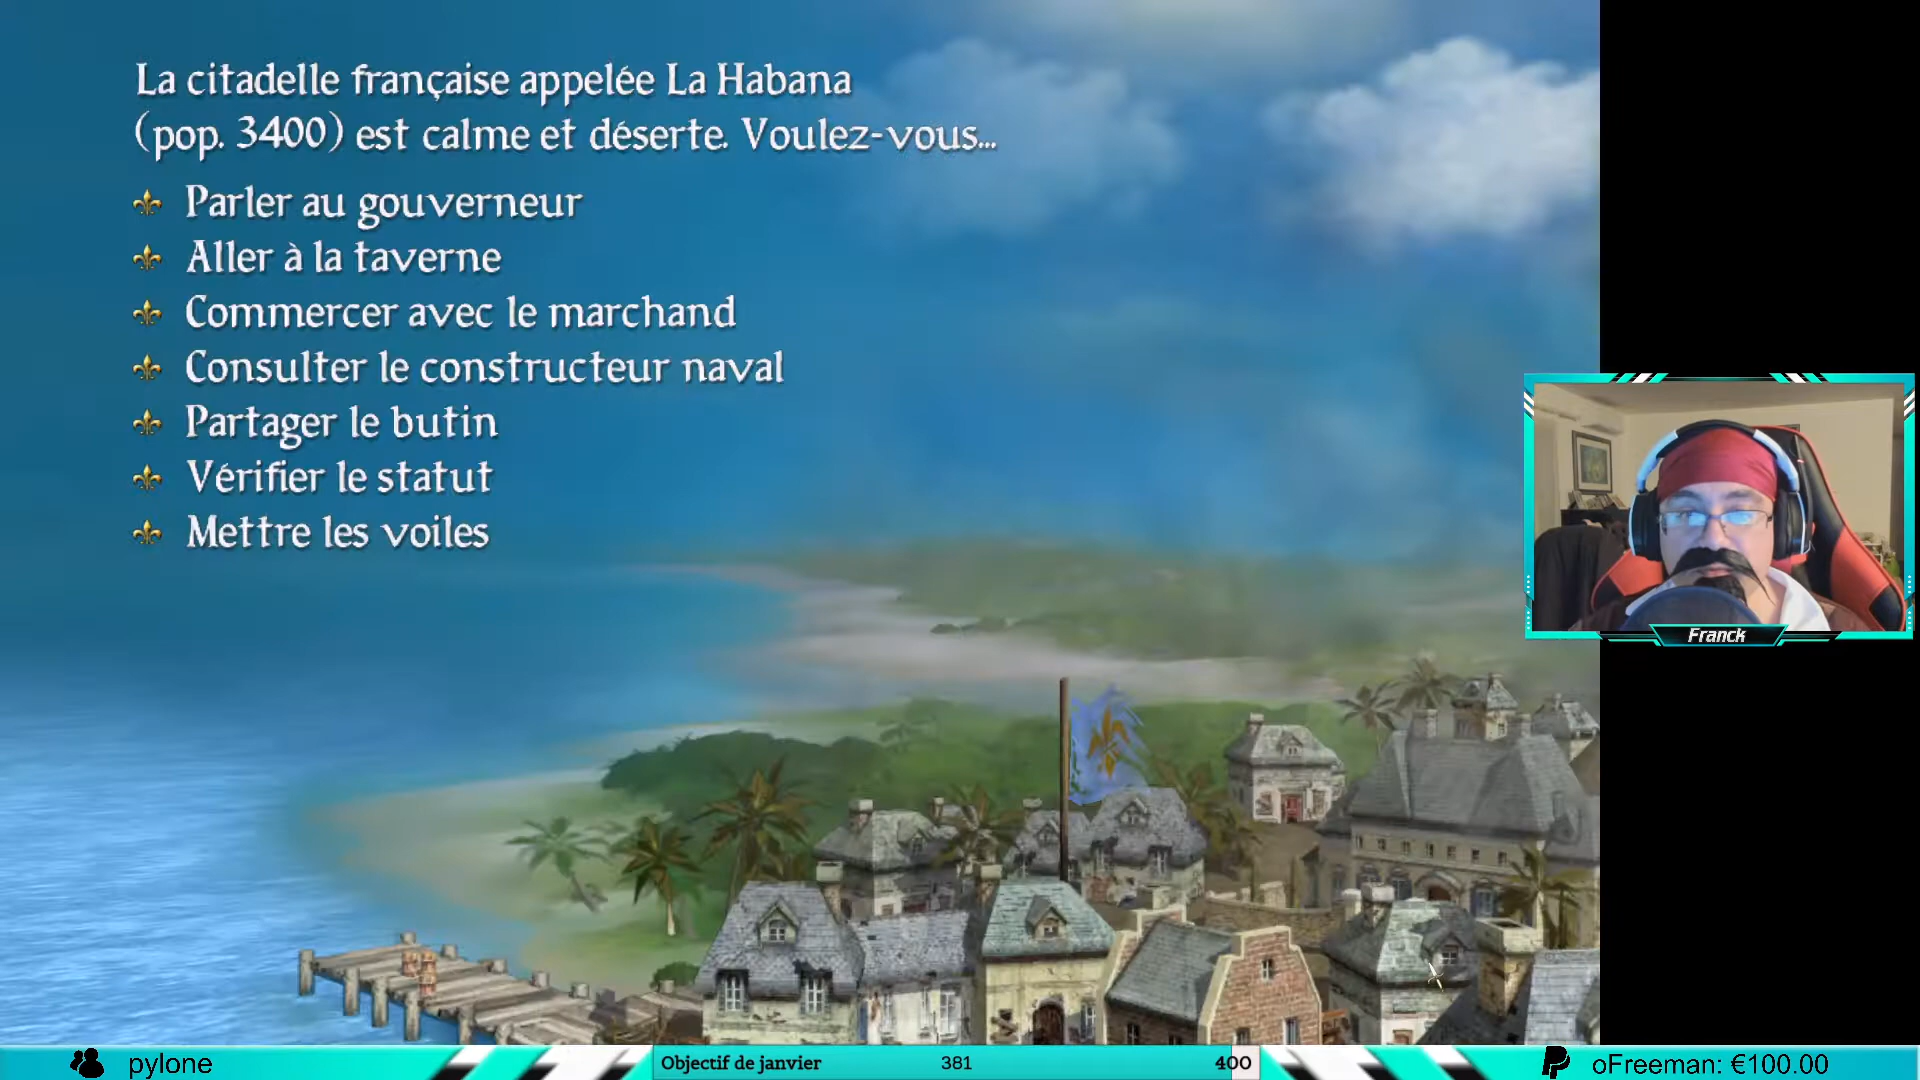 La citadelle française appelée La Habana
(pop. 3400) est calme et déserte. Voulez-vous...
Parler au gouverneur
Aller à la taverne
Commercer avec le marchand
Consulter le constructeur naval
Partager le butin
Vérifier le statut
Mettre les voiles
Franck
pylone
Objectif de janvier 381 400
oFreeman: €100.00